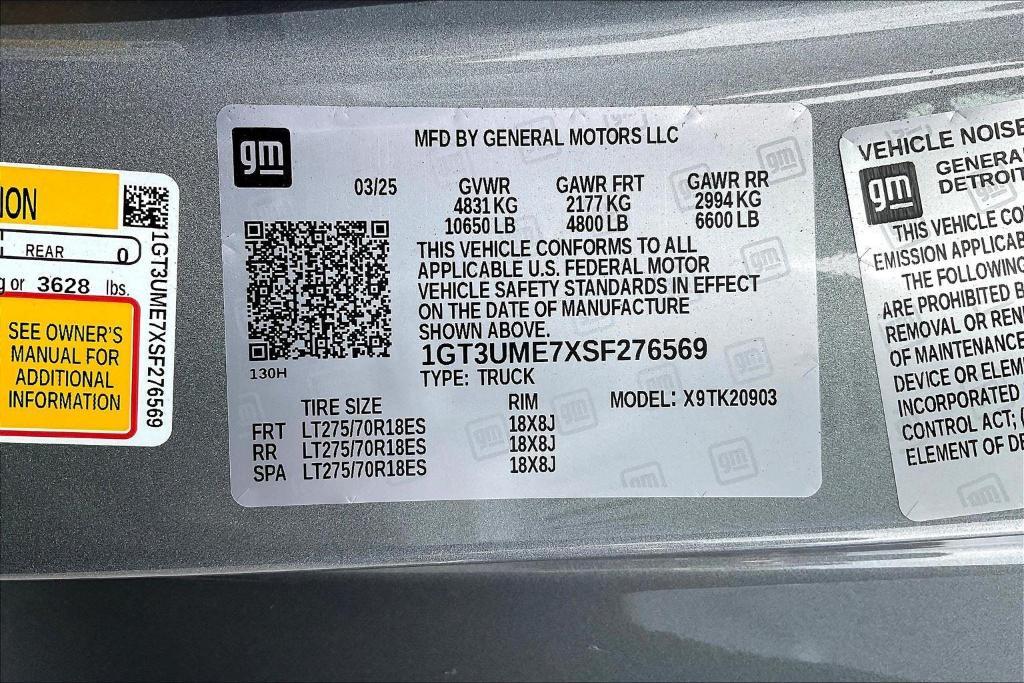 ION
REAR 0
g or 3628 lbs.
SEE OWNER'S
MANUAL FOR
ADDITIONAL
INFORMATION
1GT3UME7XSF276569
gm
MFD BY GENERAL MOTORS LLC
03/25 GVWR GAWR FRT GAWR RR
4831 KG 2177 KG 2994 KG
10650 LB 4800 LB 6600 LB
THIS VEHICLE CONFORMS TO ALL
APPLICABLE U.S. FEDERAL MOTOR
VEHICLE SAFETY STANDARDS IN EFFECT
ON THE DATE OF MANUFACTURE
SHOWN ABOVE.
1GT3UME7XSF276569
130H
TYPE: TRUCK
TIRE SIZE RIM MODEL: X9TK20903
FRT LT275/70R18ES 18X8J
RR LT275/70R18ES 18X8J
SPA LT275/70R18ES 18X8J
VEHICLE NOISE
gm
GENERAL
DETROIT
THIS VEHICLE CO
EMISSION APPLICAB
THE FOLLOWING
ARE PROHIBITED B
REMOVAL OR REN
OF MAINTENANCE
DEVICE OR ELEM
INCORPORATED
CONTROL ACT; (
ELEMENT OF DE